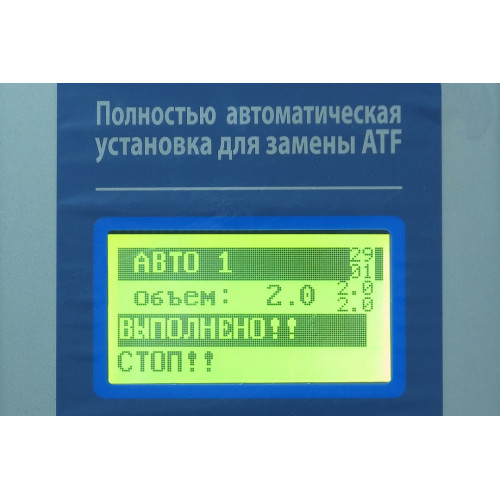 Полностью автоматическая
установка для замены ATF
АВТО 1 29
01
объем: 2.0 2.0
2.0
ВЫПОЛНЕНО!!
СТОП!!